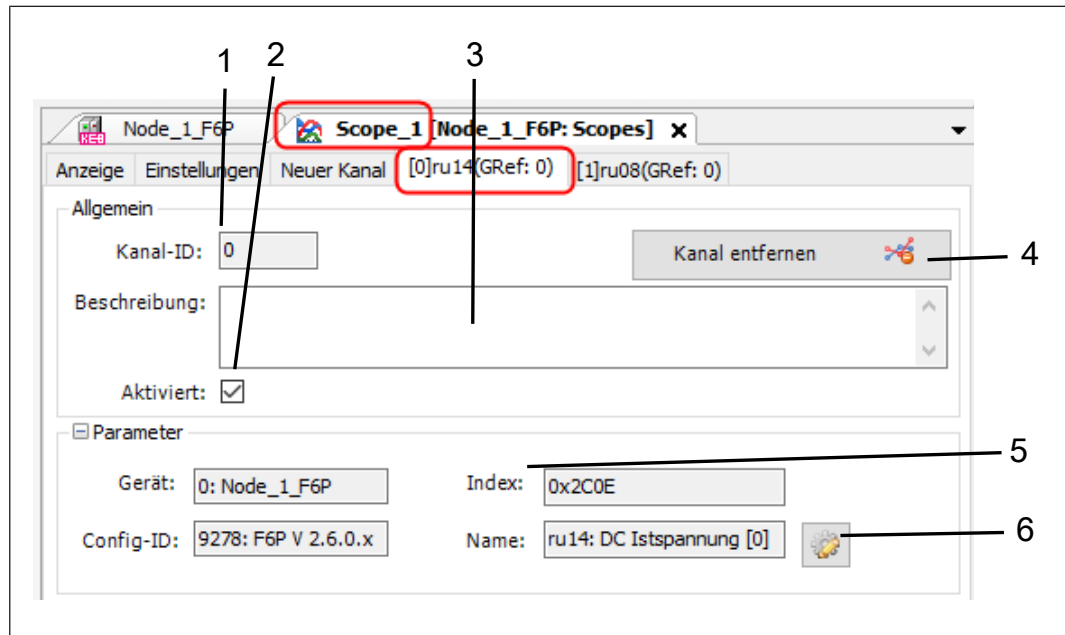 1 2 3
KEB Node_1_F6P Scope_1 [Node_1_F6P: Scopes]
Anzeige Einstellungen Neuer Kanal [0]ru14(GRef: 0) [1]ru08(GRef: 0)
Allgemein
Kanal-ID: 0 Kanal entfernen 4
Beschreibung:
Aktiviert:
Parameter
5
Gerät: 0: Node_1_F6P Index: 0x2C0E
Config-ID: 9278: F6P V 2.6.0.x Name: ru14: DC Istspannung [0] 6